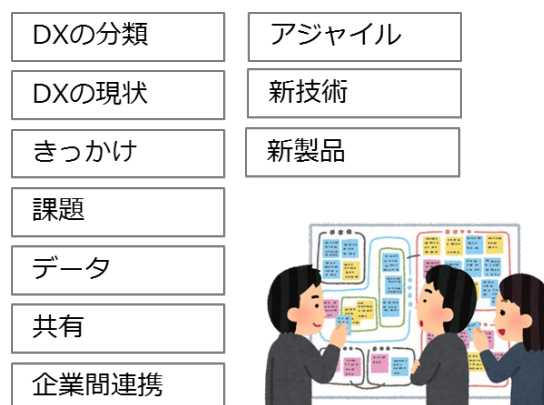 DXの分類
DXの現状
きっかけ
課題
データ
共有
企業間連携
アジャイル
新技術
新製品